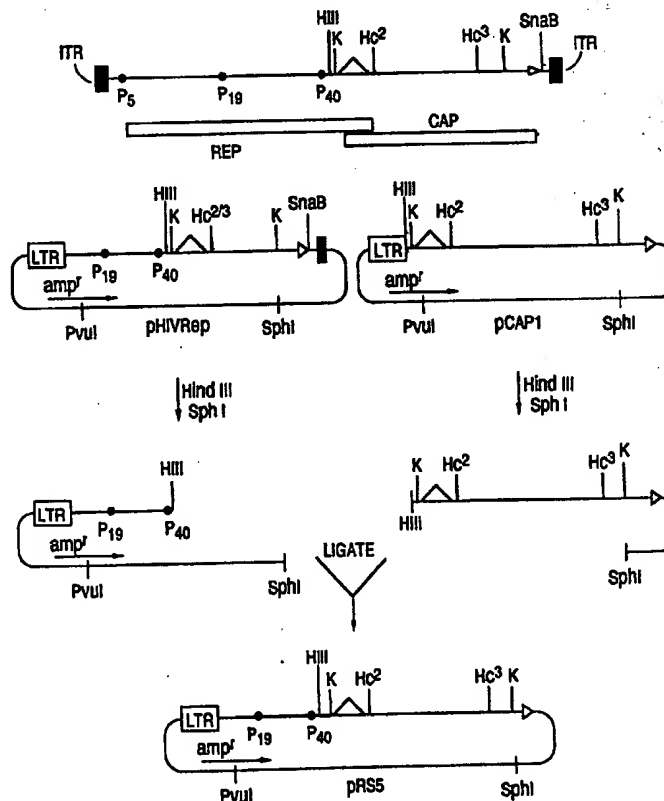 HIII
K
Hc2
Hc3
K
SnaB
ITR
ITR
P5
P19
P40
REP
CAP
HIII
K
Hc2/3
K
SnaB
LTR
P19
P40
ampr
PvuI
pHIVRep
SphI
HIII
K
Hc2
Hc3
K
LTR
ampr
PvuI
pCAP1
SphI
Hind III
Sph I
Hind III
Sph I
HIII
LTR
P19
P40
ampr
PvuI
SphI
K
Hc2
Hc3
K
HIII
SphI
LIGATE
HIII
K
Hc2
Hc3
K
LTR
P19
P40
ampr
PvuI
pRS5
SphI